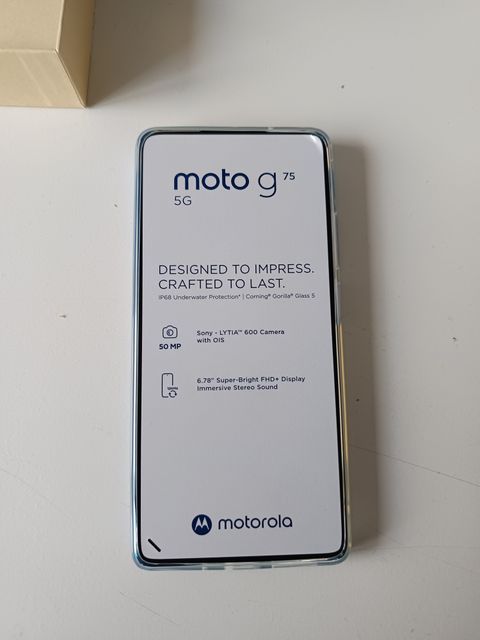 moto g 75
5G
DESIGNED TO IMPRESS.
CRAFTED TO LAST.
IP68 Underwater Protection* | Corning® Gorilla® Glass 5
50 MP
Sony - LYTIA™ 600 Camera
with OIS
120Hz
6.78" Super-Bright FHD+ Display
Immersive Stereo Sound
motorola